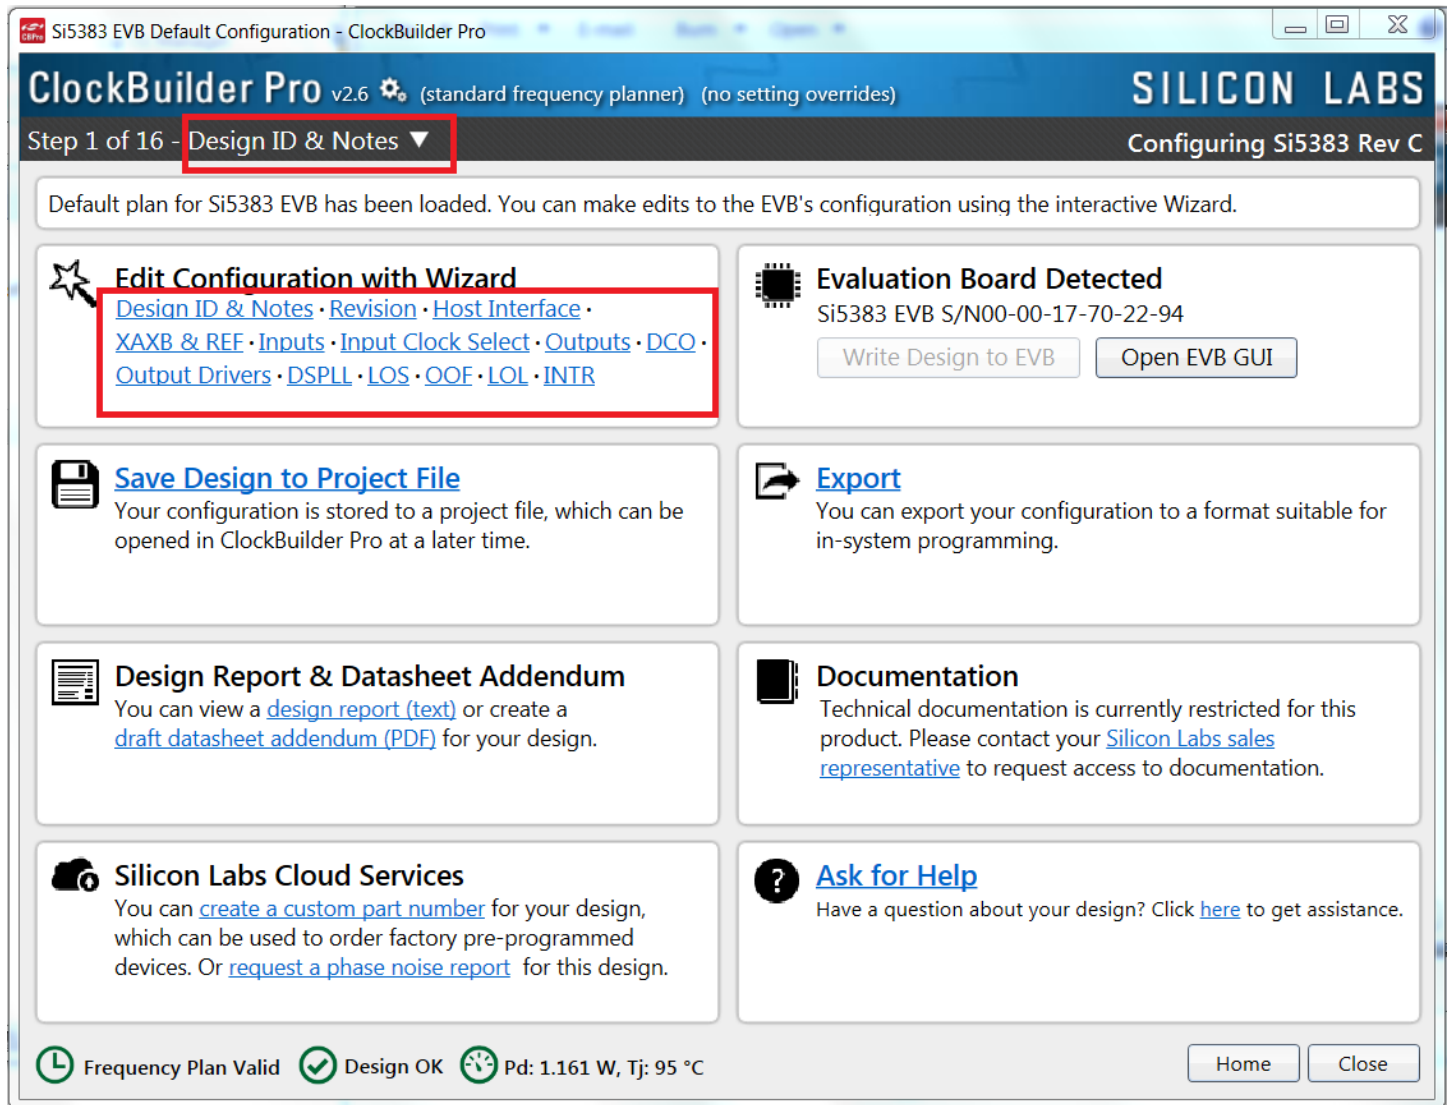 Si5383 EVB Default Configuration - ClockBuilder Pro
ClockBuilder Pro v2.6 (standard frequency planner) (no setting overrides)
SILICON LABS
Step 1 of 16 - Design ID & Notes ▼
Configuring Si5383 Rev C
Default plan for Si5383 EVB has been loaded. You can make edits to the EVB's configuration using the interactive Wizard.
Edit Configuration with Wizard
Design ID & Notes · Revision · Host Interface ·
XAXB & REF · Inputs · Input Clock Select · Outputs · DCO ·
Output Drivers · DSPLL · LOS · OOF · LOL · INTR
Evaluation Board Detected
Si5383 EVB S/N00-00-17-70-22-94
Write Design to EVB
Open EVB GUI
Save Design to Project File
Your configuration is stored to a project file, which can be
opened in ClockBuilder Pro at a later time.
Export
You can export your configuration to a format suitable for
in-system programming.
Design Report & Datasheet Addendum
You can view a design report (text) or create a
draft datasheet addendum (PDF) for your design.
Documentation
Technical documentation is currently restricted for this
product. Please contact your Silicon Labs sales
representative to request access to documentation.
Silicon Labs Cloud Services
You can create a custom part number for your design,
which can be used to order factory pre-programmed
devices. Or request a phase noise report for this design.
Ask for Help
Have a question about your design? Click here to get assistance.
Frequency Plan Valid
Design OK
Pd: 1.161 W, Tj: 95 °C
Home
Close